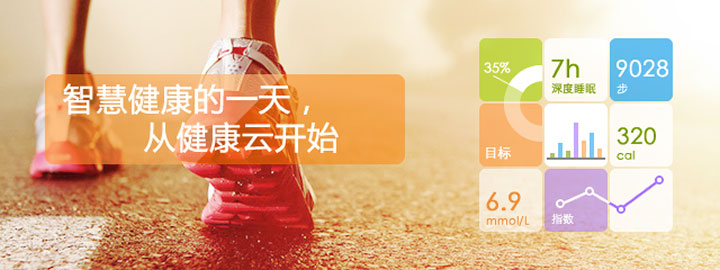 智慧健康的一天，
从健康云开始
35%
7h
深度睡眠
9028
步
目标
320
cal
6.9
mmol/L
指数